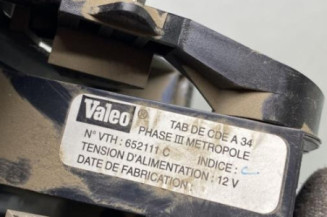 Valeo ® TAB DE CDE A 34
PHASE III METROPOLE
N° VTH : 652111 C INDICE : C
TENSION D'ALIMENTATION : 12 V
DATE DE FABRICATION :